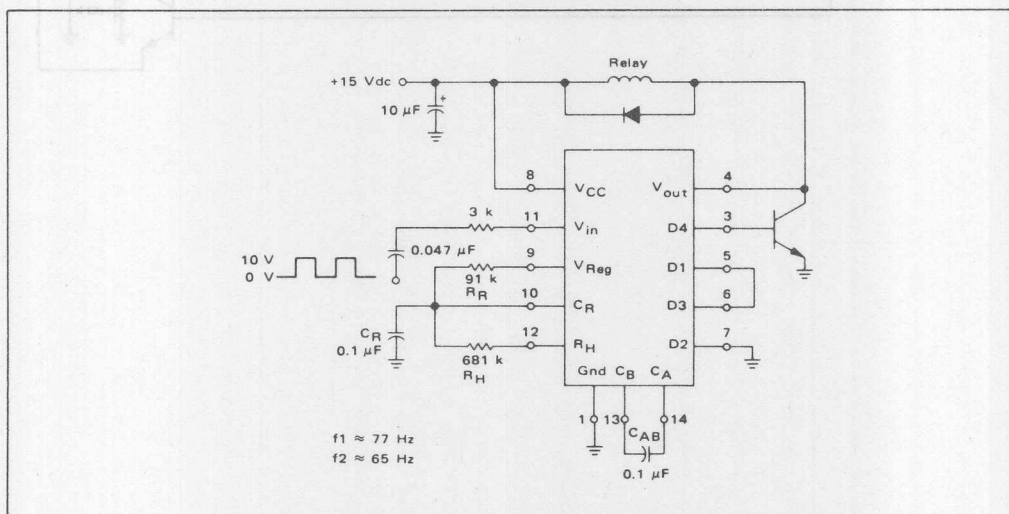 Relay
+15 Vdc
10 μF
+
8
VCC
Vout
4
3 k
11
Vin
D4
3
0.047 μF
10 V
0 V
9
VReg
D1
5
91 k
RR
10
CR
D3
6
CR
0.1 μF
12
RH
D2
7
681 k
RH
Gnd CB CA
1 13 14
CAB
0.1 μF
f1 ≈ 77 Hz
f2 ≈ 65 Hz